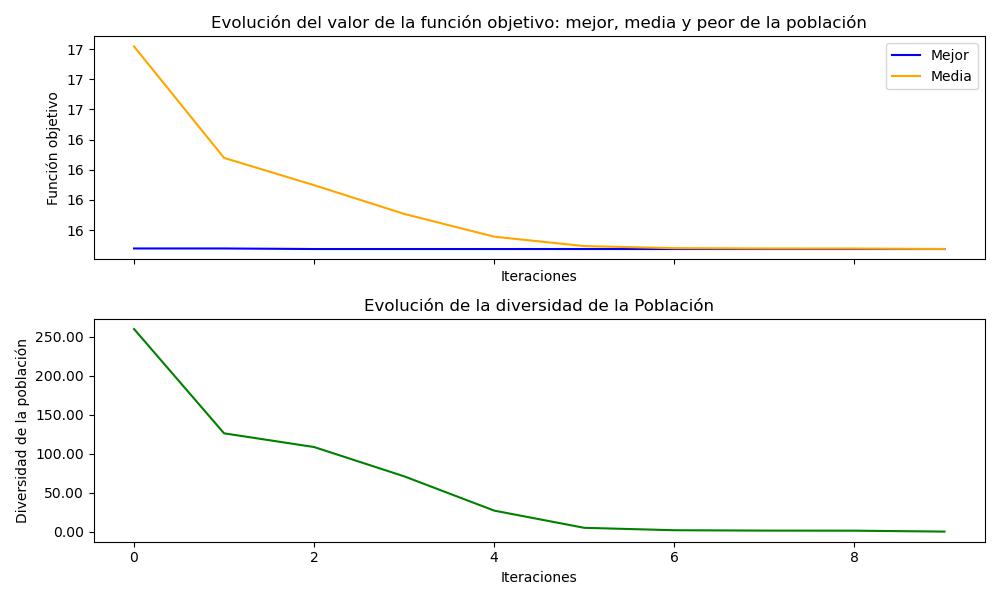 Evolución del valor de la función objetivo: mejor, media y peor de la población
Función objetivo
17
17
17
16
16
16
16
Mejor
Media
Iteraciones
Evolución de la diversidad de la Población
Diversidad de la población
250.00
200.00
150.00
100.00
50.00
0.00
0 2 4 6 8
Iteraciones